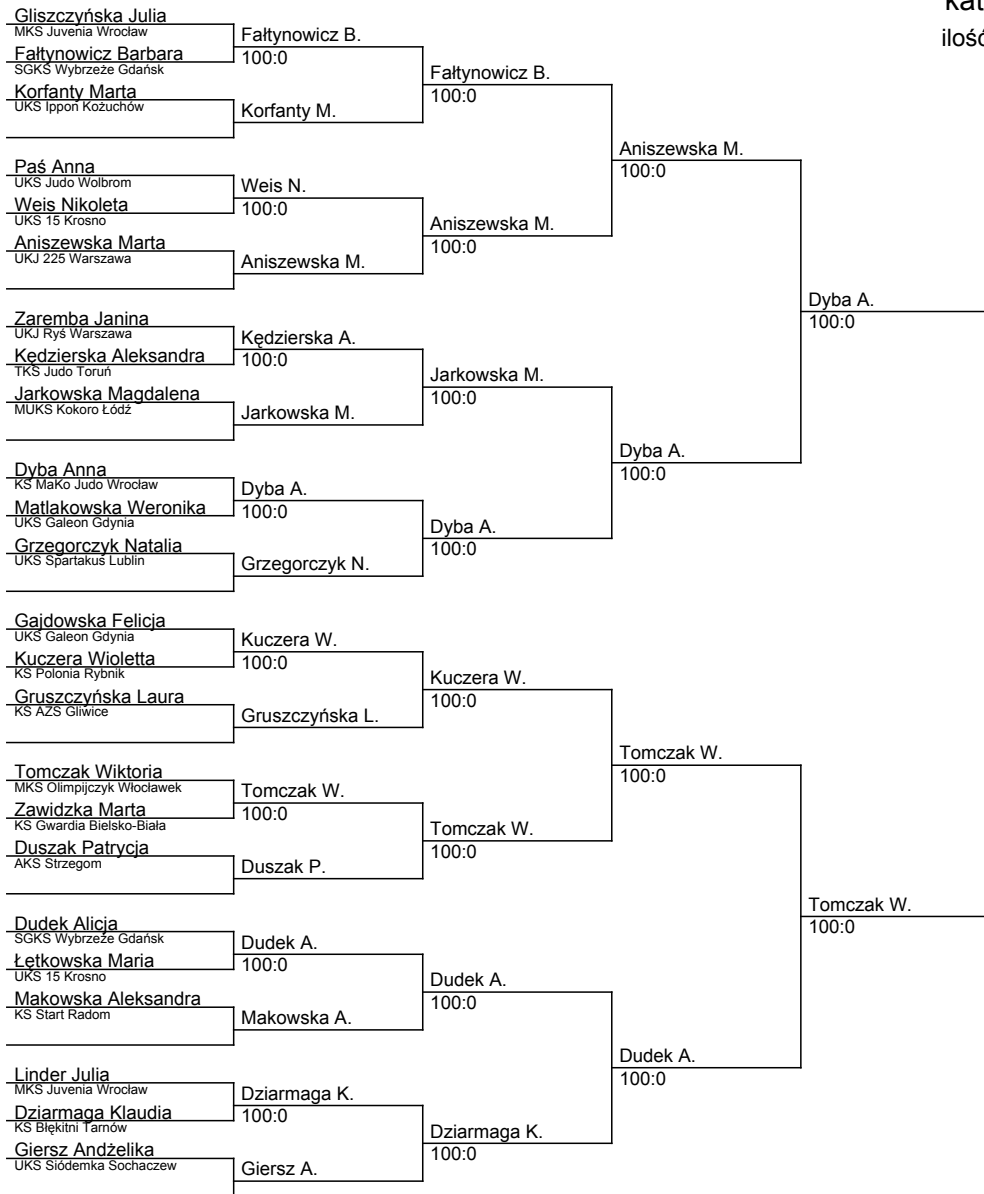 kat
ilość
Gliszczyńska Julia
MKS Juvenia Wrocław
Fałtynowicz Barbara
SGKS Wybrzeże Gdańsk
Korfanty Marta
UKS Ippon Kożuchów
Paś Anna
UKS Judo Wolbrom
Weis Nikoleta
UKS 15 Krosno
Aniszewska Marta
UKJ 225 Warszawa
Zaremba Janina
UKJ Ryś Warszawa
Kędzierska Aleksandra
TKS Judo Toruń
Jarkowska Magdalena
MUKS Kokoro Łódź
Dyba Anna
KS MaKo Judo Wrocław
Matlakowska Weronika
UKS Galeon Gdynia
Grzegorczyk Natalia
UKS Spartakus Lublin
Gajdowska Felicja
UKS Galeon Gdynia
Kuczera Wioletta
KS Polonia Rybnik
Gruszczyńska Laura
KS AZS Gliwice
Tomczak Wiktoria
MKS Olimpijczyk Włocławek
Zawidzka Marta
KS Gwardia Bielsko-Biała
Duszak Patrycja
AKS Strzegom
Dudek Alicja
SGKS Wybrzeże Gdańsk
Łętkowska Maria
UKS 15 Krosno
Makowska Aleksandra
KS Start Radom
Linder Julia
MKS Juvenia Wrocław
Dziarmaga Klaudia
KS Błękitni Tarnów
Giersz Andżelika
UKS Siódemka Sochaczew
Fałtynowicz B.
100:0
Korfanty M.
Weis N.
100:0
Aniszewska M.
Kędzierska A.
100:0
Jarkowska M.
Dyba A.
100:0
Grzegorczyk N.
Kuczera W.
100:0
Gruszczyńska L.
Tomczak W.
100:0
Duszak P.
Dudek A.
100:0
Makowska A.
Dziarmaga K.
100:0
Giersz A.
Fałtynowicz B.
100:0
Aniszewska M.
100:0
Jarkowska M.
100:0
Dyba A.
100:0
Kuczera W.
100:0
Tomczak W.
100:0
Dudek A.
100:0
Dziarmaga K.
100:0
Aniszewska M.
100:0
Dyba A.
100:0
Tomczak W.
100:0
Dudek A.
100:0
Dyba A.
100:0
Tomczak W.
100:0